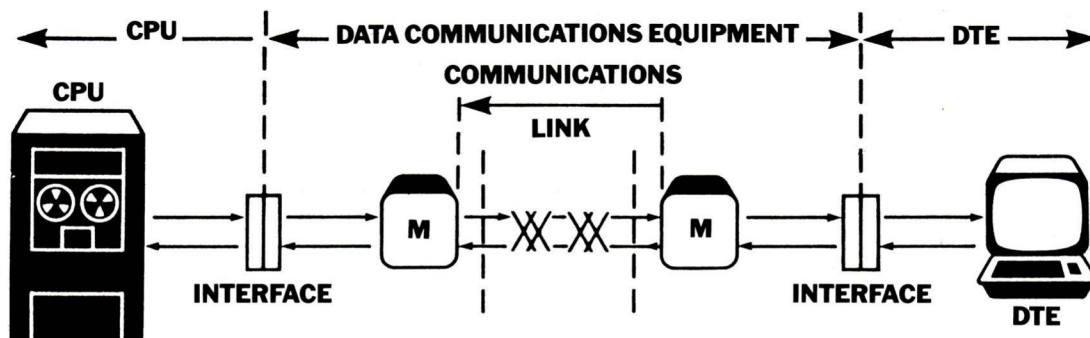 CPU
DATA COMMUNICATIONS EQUIPMENT
DTE
COMMUNICATIONS
LINK
CPU
M
M
INTERFACE
INTERFACE
DTE